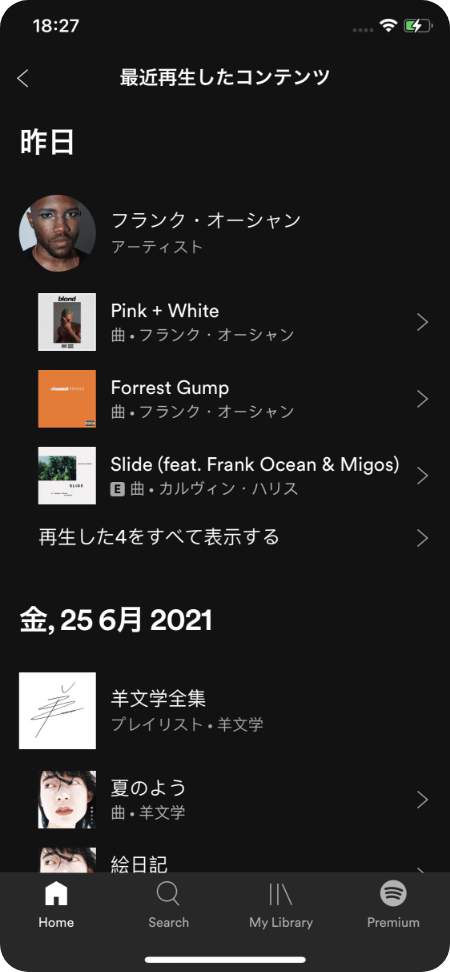 18:27
最近再生したコンテンツ
昨日
フランク・オーシャン
アーティスト
blond
Pink + White
曲 • フランク・オーシャン
Forrest Gump
曲 • フランク・オーシャン
SLIDE
Slide (feat. Frank Ocean & Migos)
E 曲 • カルヴィン・ハリス
再生した4をすべて表示する
金, 25 6月 2021
羊文学全集
プレイリスト • 羊文学
夏のよう
曲 • 羊文学
絵日記
Home
Search
My Library
Premium